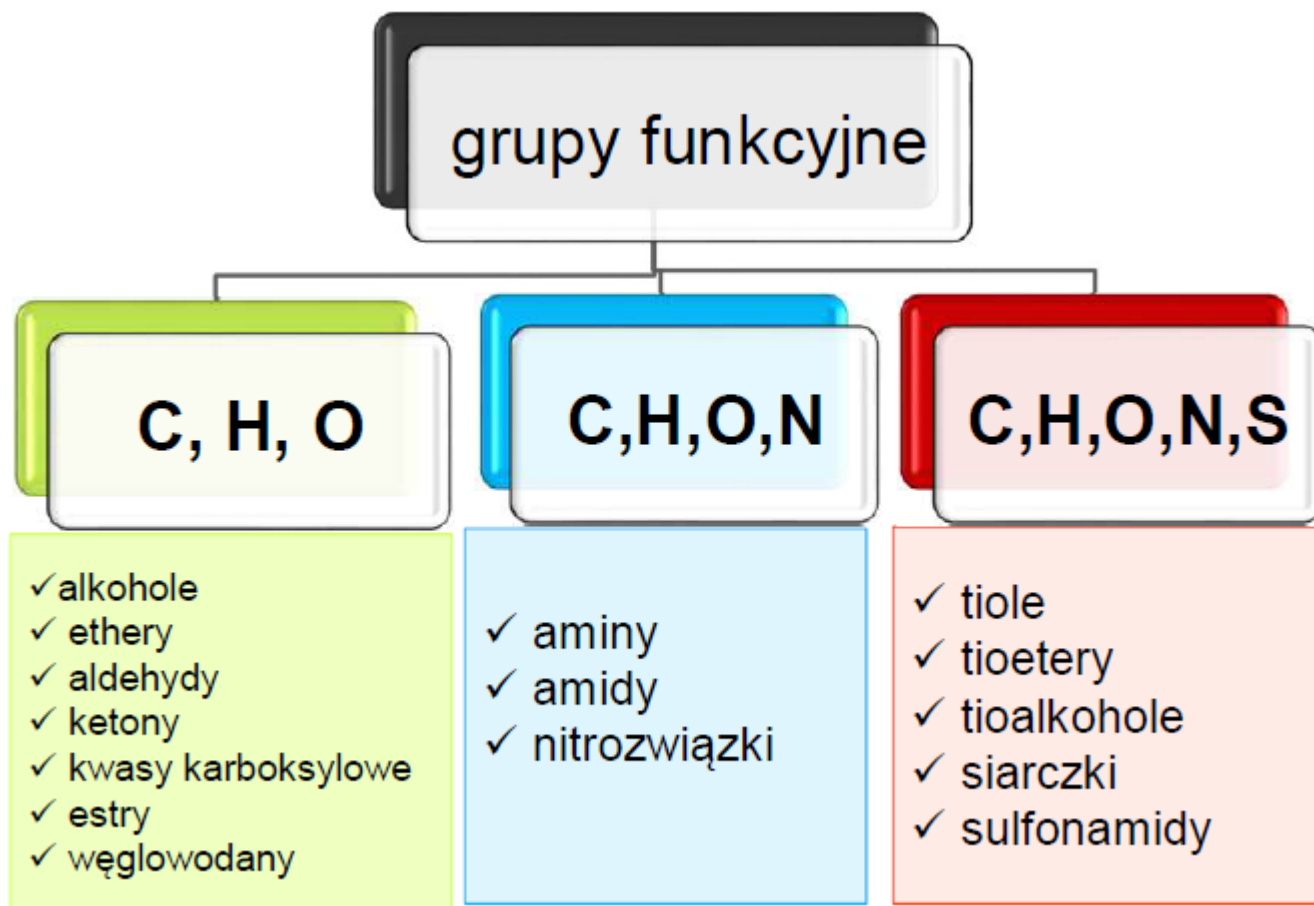 grupy funkcyjne
C, H, O
C,H,O,N
C,H,O,N,S
✓alkohole
✓ ethery
✓ aldehydy
✓ ketony
✓ kwasy karboksylowe
✓ estry
✓ węglowodany
✓ aminy
✓ amidy
✓ nitrozwiązki
✓ tiole
✓ tioetery
✓ tioalkohole
✓ siarczki
✓ sulfonamidy